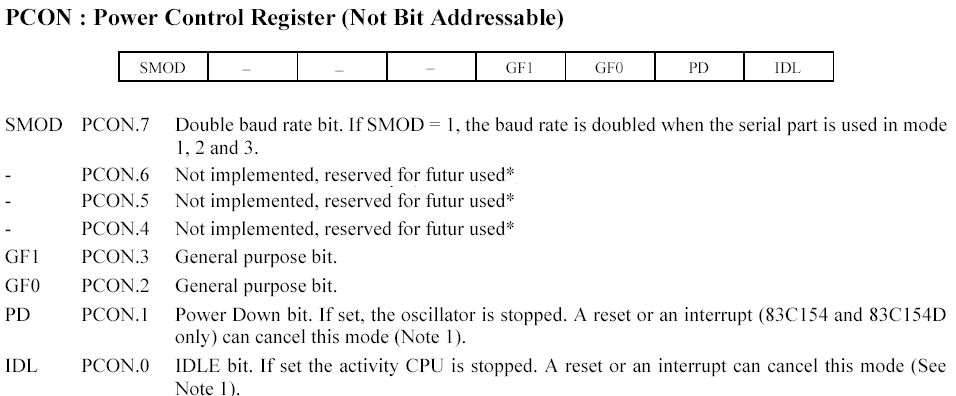 PCON : Power Control Register (Not Bit Addressable)
SMOD – – – GF1 GF0 PD IDL
SMOD PCON.7 Double baud rate bit. If SMOD = 1, the baud rate is doubled when the serial part is used in mode
1, 2 and 3.
- PCON.6 Not implemented, reserved for futur used*
- PCON.5 Not implemented, reserved for futur used*
- PCON.4 Not implemented, reserved for futur used*
GF1 PCON.3 General purpose bit.
GF0 PCON.2 General purpose bit.
PD PCON.1 Power Down bit. If set, the oscillator is stopped. A reset or an interrupt (83C154 and 83C154D
only) can cancel this mode (Note 1).
IDL PCON.0 IDLE bit. If set the activity CPU is stopped. A reset or an interrupt can cancel this mode (See
Note 1).